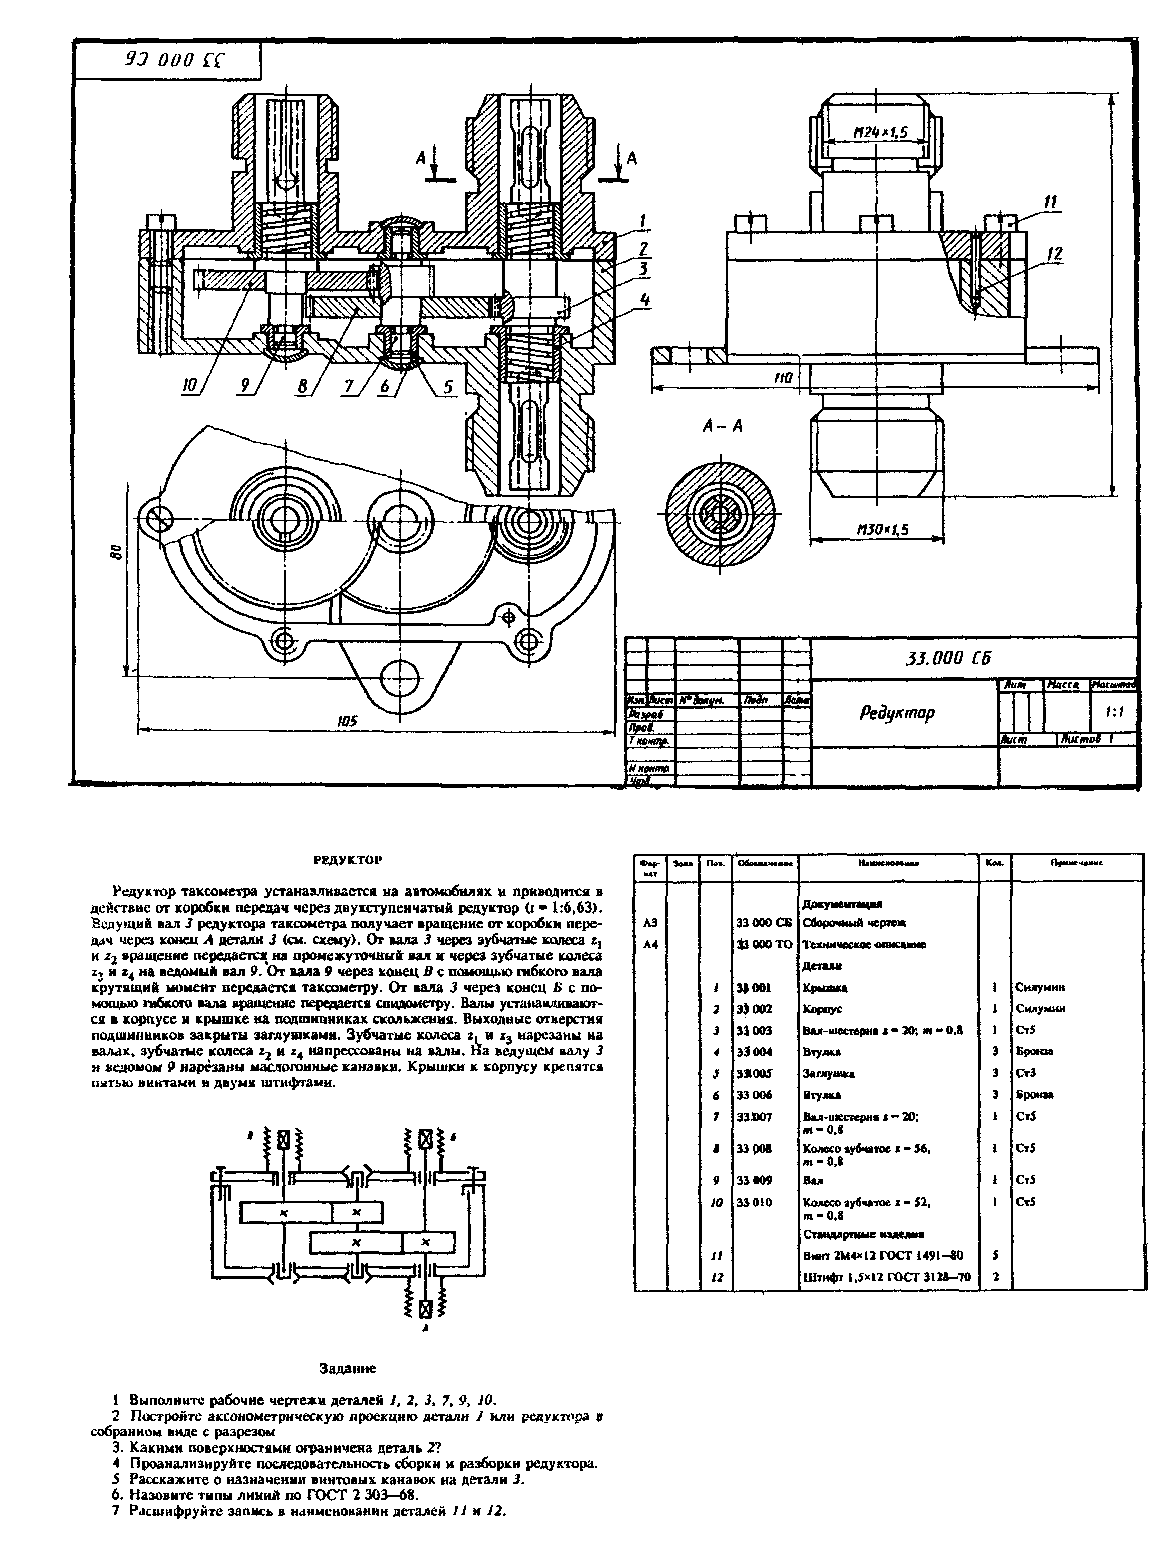 33 000 СБ
А А
М24×1,5
11
1
2
12
3
4
10 9 8 7 6 5
110
А – А
М30×1,5
80
105
33.000 СБ
Лит Масса Масштаб
Изм Лист № докум. Подп Дата
Редуктор
1:1
Разраб
Пров.
Т контр.
Лист Листов 1
Н контр
Утв
РЕДУКТОР
Редуктор таксометра устанавливается на автомобилях и приводится в
действие от коробки передач через двухступенчатый редуктор (i = 1:6,63).
Ведущий вал 3 редуктора таксометра получает вращение от коробки пере-
дач через конец А детали 3 (см. схему). От вала 3 через зубчатые колеса z1
и z2 вращение передается на промежуточный вал и через зубчатые колеса
z3 и z4 на ведомый вал 9. От вала 9 через конец В с помощью гибкого вала
крутящий момент передается таксометру. От вала 3 через конец Б с по-
мощью гибкого вала вращение передается спидометру. Валы устанавливают-
ся в корпусе и крышке на подшипниках скольжения. Выходные отверстия
подшипников закрыты заглушками. Зубчатые колеса z1 и z3 нарезаны на
валах, зубчатые колеса z2 и z4 напрессованы на валы. На ведущем валу 3
и ведомом 9 нарезаны маслогонные канавки. Крышки к корпусу крепятся
пятью винтами и двумя штифтами.
В Б
А
Задание
1 Выполните рабочие чертежи деталей 1, 2, 3, 7, 9, 10.
2 Постройте аксонометрическую проекцию детали 1 или редуктора в
собранном виде с разрезом
3. Какими поверхностями ограничена деталь 2?
4 Проанализируйте последовательность сборки и разборки редуктора.
5 Расскажите о назначении винтовых канавок на детали 3.
6. Назовите типы линий по ГОСТ 2 303—68.
7 Расшифруйте запись в наименовании деталей 11 и 12.
Фор-мат Зона Поз. Обозначение Наименование Кол. Примечание
Документация
А3 33 000 СБ Сборочный чертеж
А4 33 000 ТО Техническое описание
Детали
1 33 001 Крышка 1 Силумин
2 33 002 Корпус 1 Силумин
3 33 003 Вал-шестерня z = 20; m = 0,8 1 Ст5
4 33 004 Втулка 3 Бронза
5 33.005 Заглушка 3 Ст3
6 33 006 Втулка 3 Бронза
7 33.007 Вал-шестерня z = 20; 1 Ст5
m = 0,8
8 33 008 Колесо зубчатое z = 56, 1 Ст5
m = 0,8
9 33 009 Вал 1 Ст5
10 33 010 Колесо зубчатое z = 52, 1 Ст5
m = 0,8
Стандартные изделия
11 Винт 2М4×12 ГОСТ 1491—80 5
12 Штифт 1,5×12 ГОСТ 3128—70 2